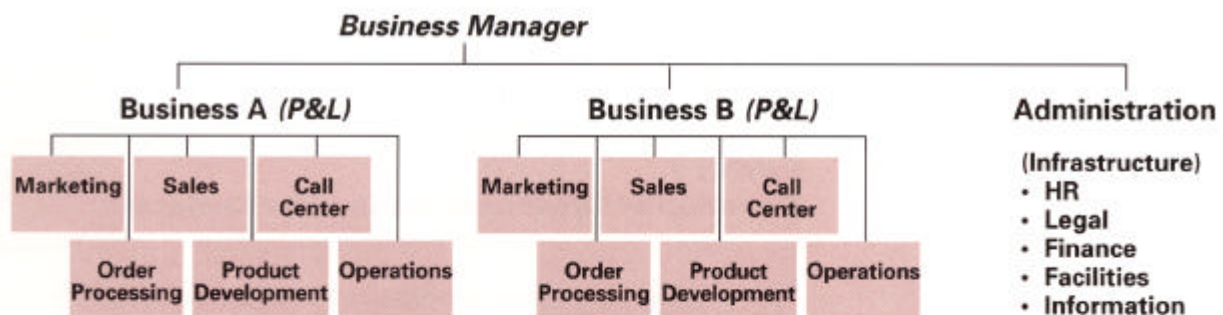 Business Manager
Business A (P&L)
Business B (P&L)
Administration
Marketing
Sales
Call
Center
Order
Processing
Product
Development
Operations
Marketing
Sales
Call
Center
Order
Processing
Product
Development
Operations
(Infrastructure)
• HR
• Legal
• Finance
• Facilities
• Information